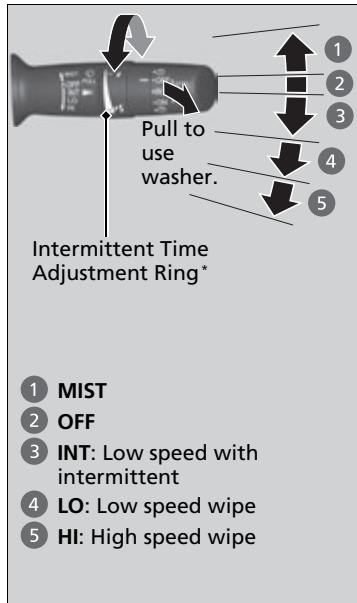 1
2
3
4
5
Pull to
use
washer.
Intermittent Time
Adjustment Ring*
1 MIST
2 OFF
3 INT: Low speed with
intermittent
4 LO: Low speed wipe
5 HI: High speed wipe